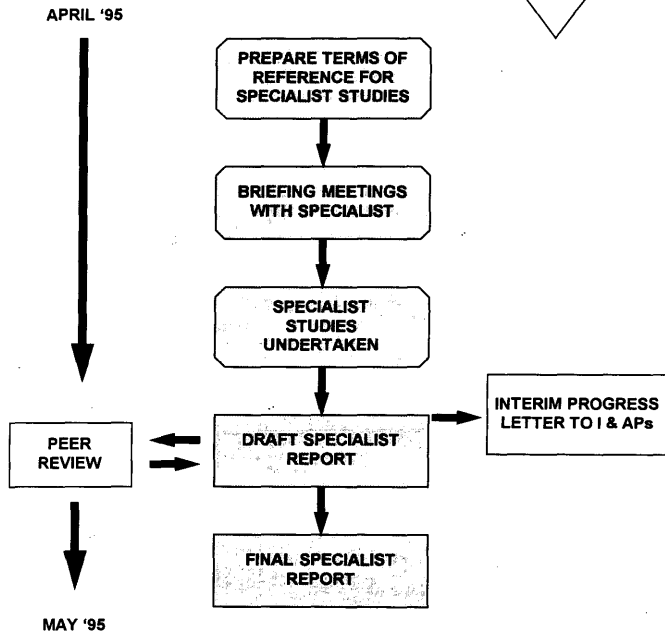 APRIL '95
PREPARE TERMS OF
REFERENCE FOR
SPECIALIST STUDIES
BRIEFING MEETINGS
WITH SPECIALIST
SPECIALIST
STUDIES
UNDERTAKEN
INTERIM PROGRESS
LETTER TO I & APs
PEER
REVIEW
DRAFT SPECIALIST
REPORT
FINAL SPECIALIST
REPORT
MAY '95